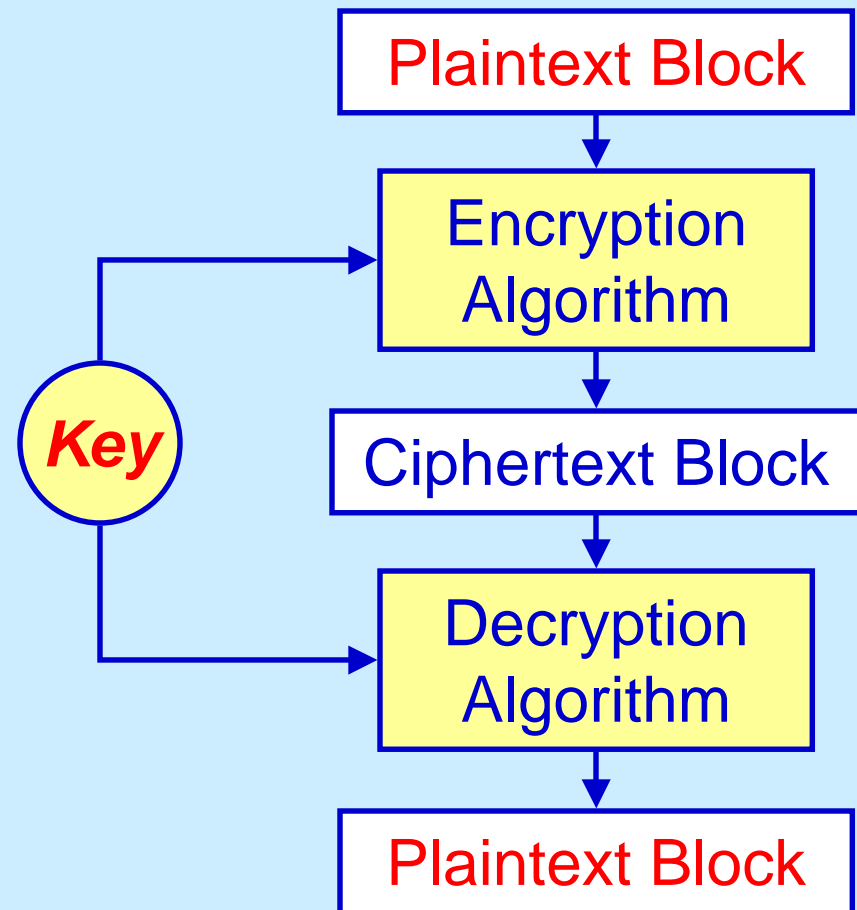 Plaintext Block
Encryption
Algorithm
Key
Ciphertext Block
Decryption
Algorithm
Plaintext Block